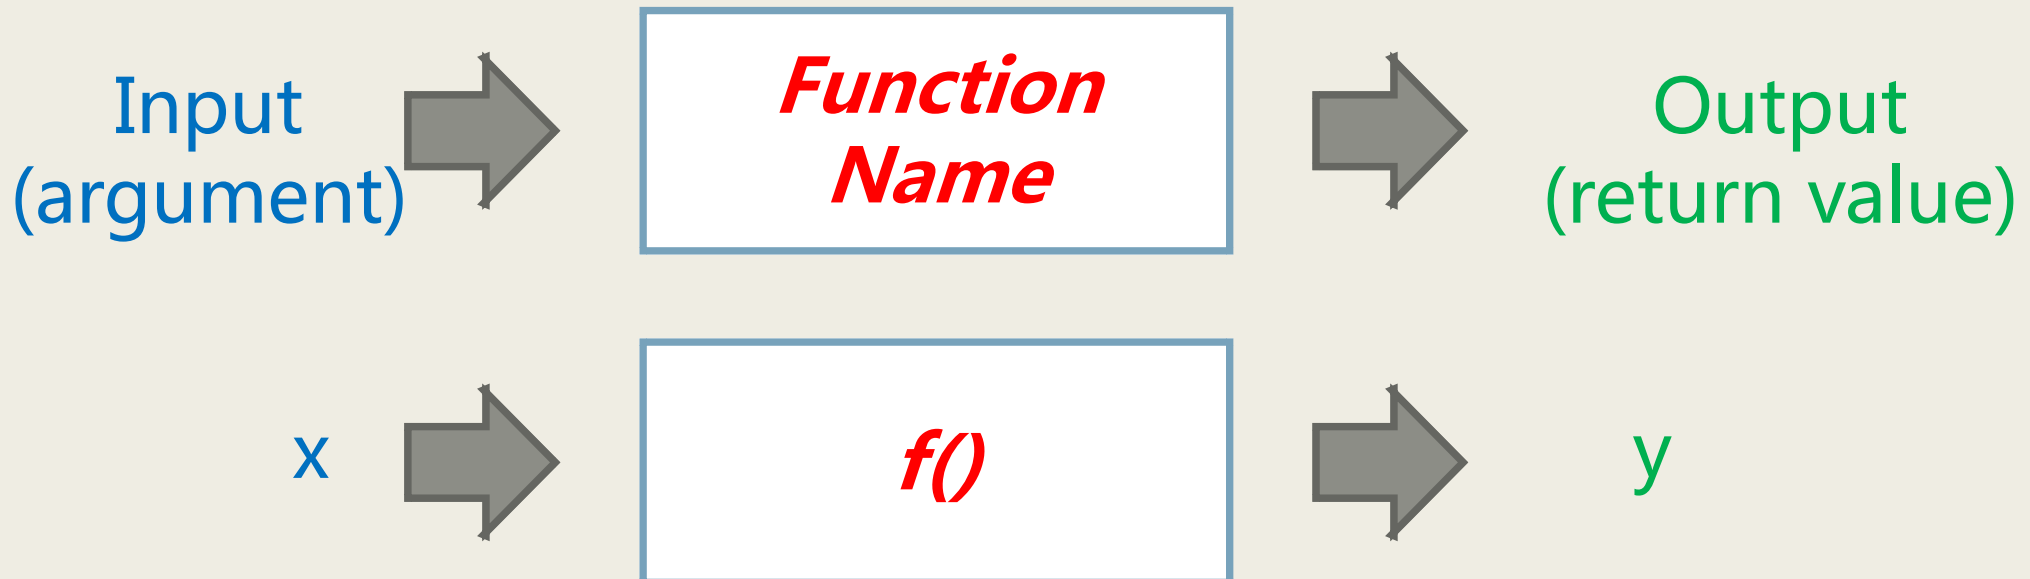 Input
(argument)
Function
Name
Output
(return value)
x
f()
y